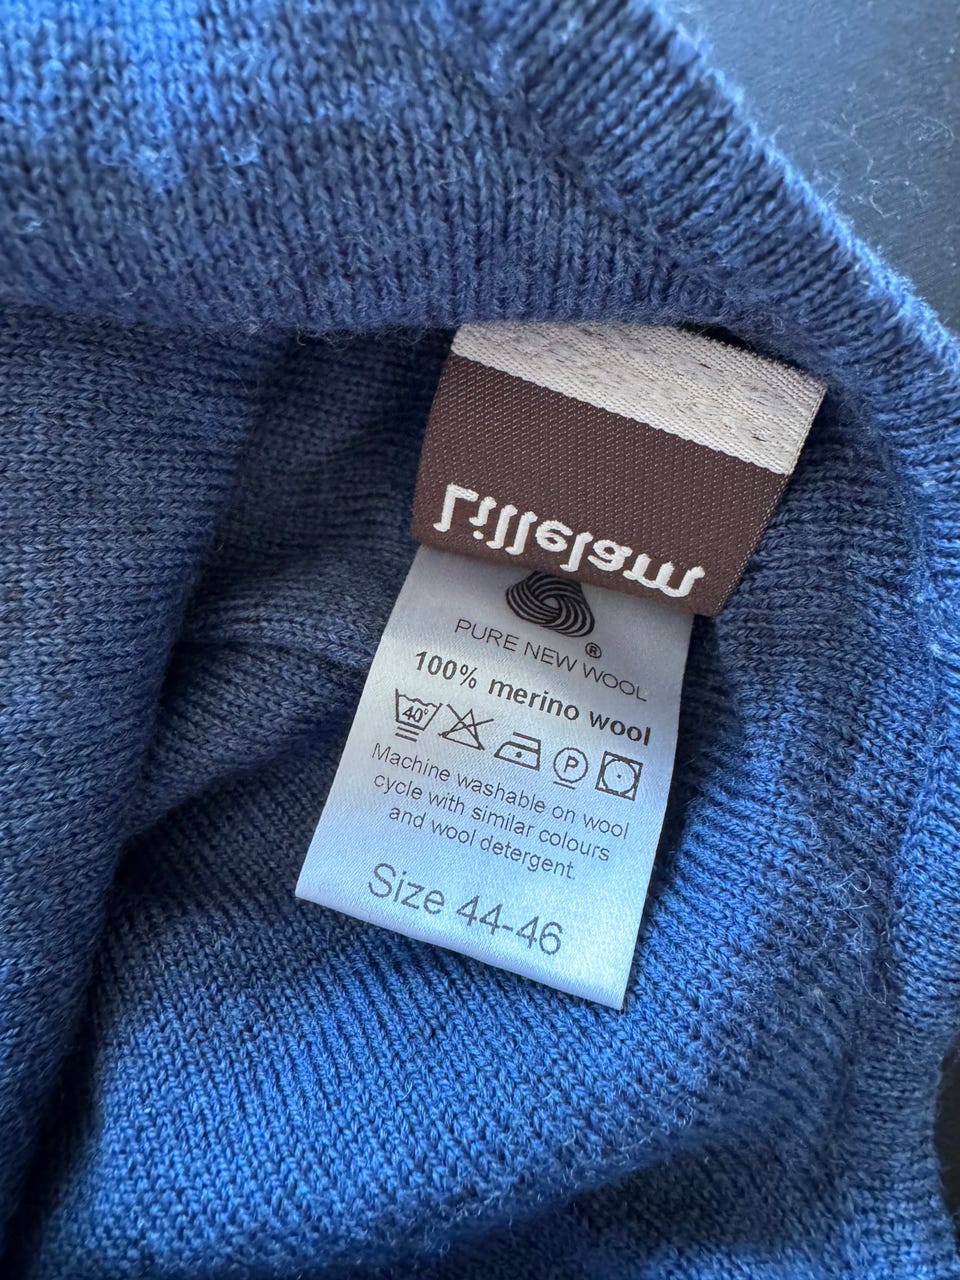 Lillelam
PURE NEW WOOL
®
100% merino wool
40°
P
Machine washable on wool
cycle with similar colours
and wool detergent.
Size 44-46